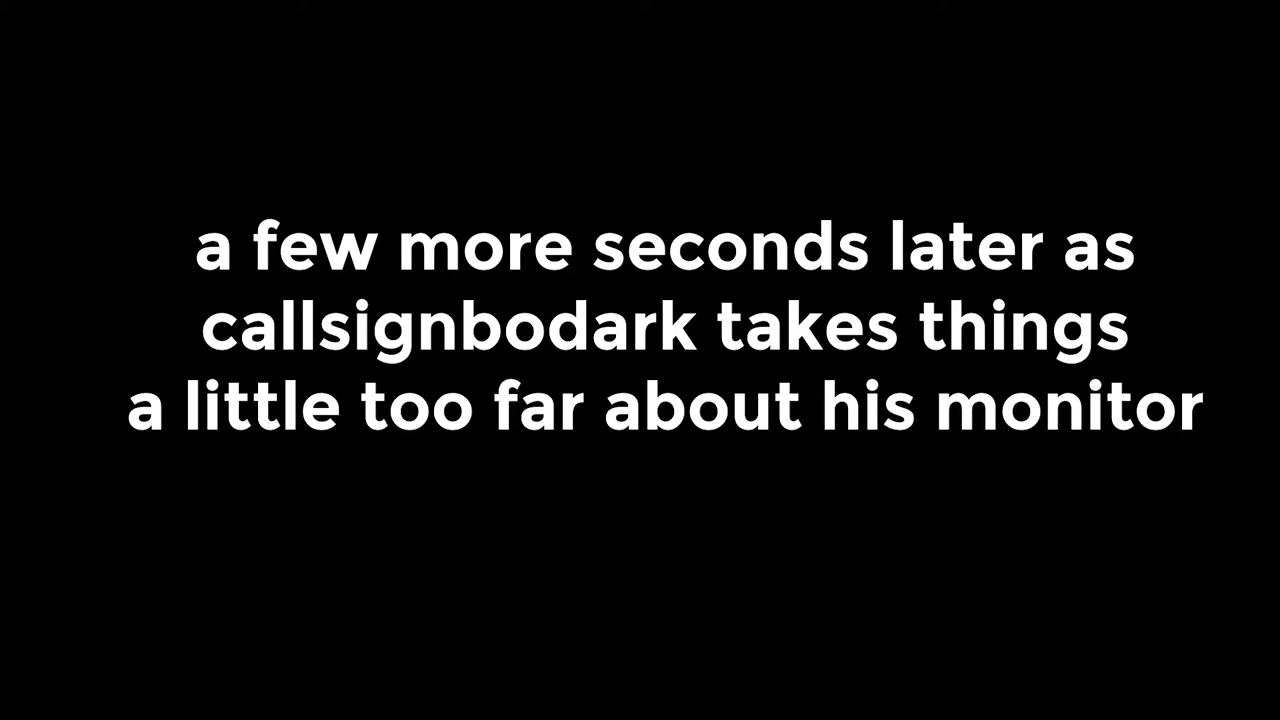 a few more seconds later as
callsignbodark takes things
a little too far about his monitor